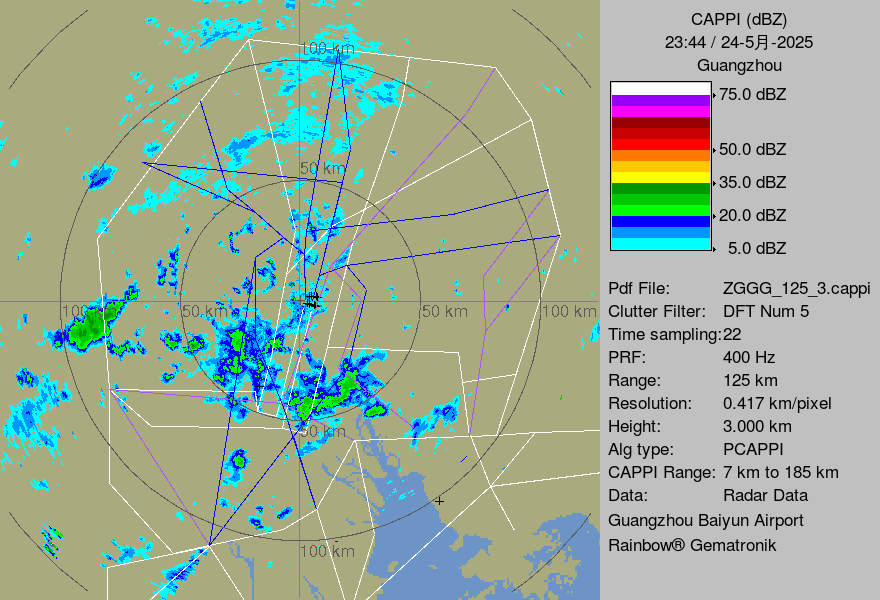 CAPPI (dBZ)
23:44 / 24-5月-2025
Guangzhou
75.0 dBZ
50.0 dBZ
35.0 dBZ
20.0 dBZ
5.0 dBZ
Pdf File: ZGGG_125_3.cappi
Clutter Filter: DFT Num 5
Time sampling:22
PRF: 400 Hz
Range: 125 km
Resolution: 0.417 km/pixel
Height: 3.000 km
Alg type: PCAPPI
CAPPI Range: 7 km to 185 km
Data: Radar Data
Guangzhou Baiyun Airport
Rainbow® Gematronik
100 km
50 km
100 50 km 50 km 100 km
50 km
100 km